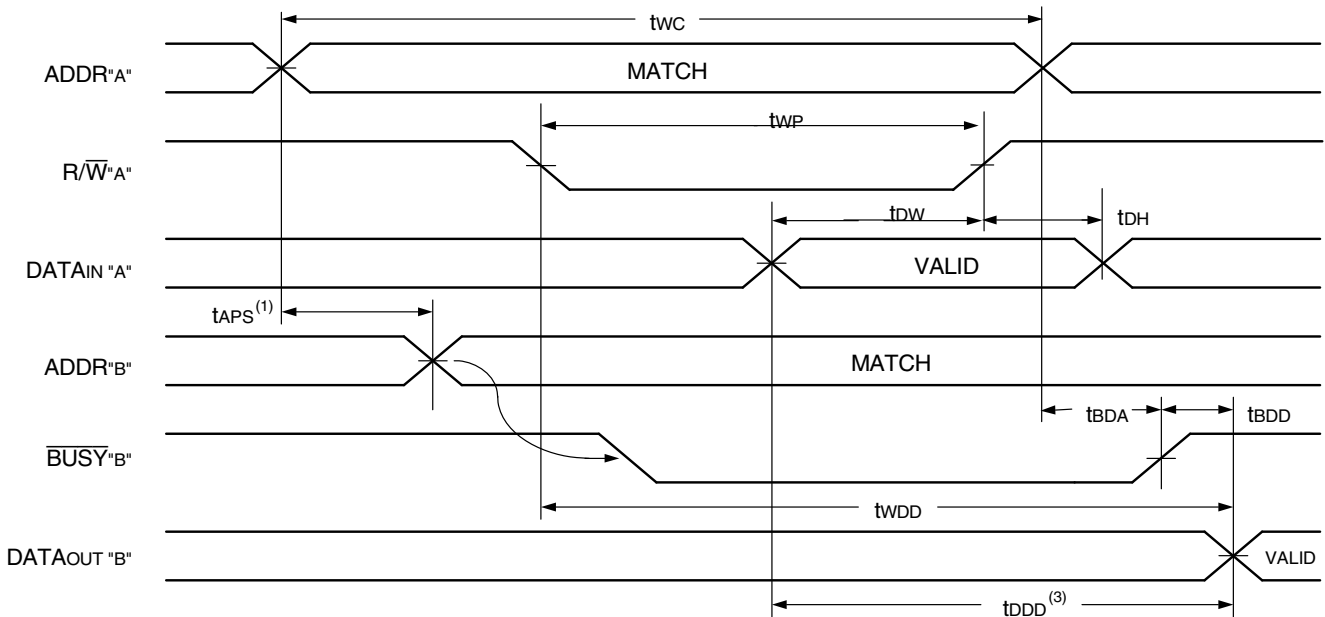 tWC
ADDR"A"
MATCH
tWP
R/W̅"A"
tDW
tDH
DATAIN "A"
VALID
tAPS(1)
ADDR"B"
MATCH
tBDA
tBDD
B̅U̅S̅Y̅"B"
tWDD
DATAOUT "B"
VALID
tDDD(3)